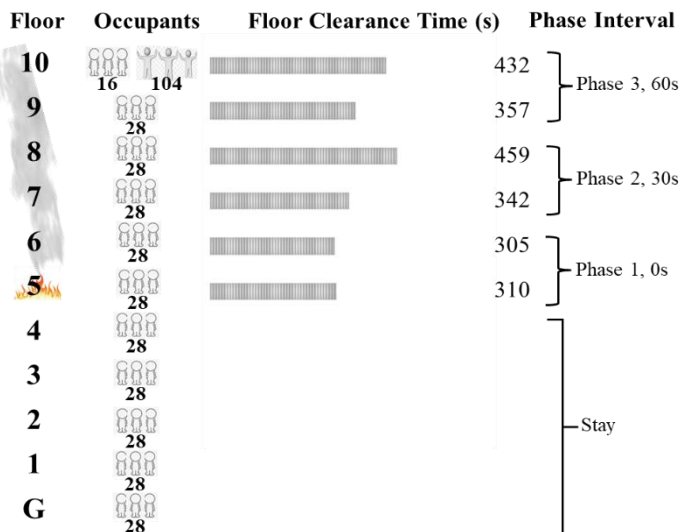 Floor Occupants Floor Clearance Time (s) Phase Interval
10 16 104 432
Phase 3, 60s
9 28 357
8 28 459
Phase 2, 30s
7 28 342
6 28 305
Phase 1, 0s
5 28 310
4 28
3 28
2 28
Stay
1 28
G 28